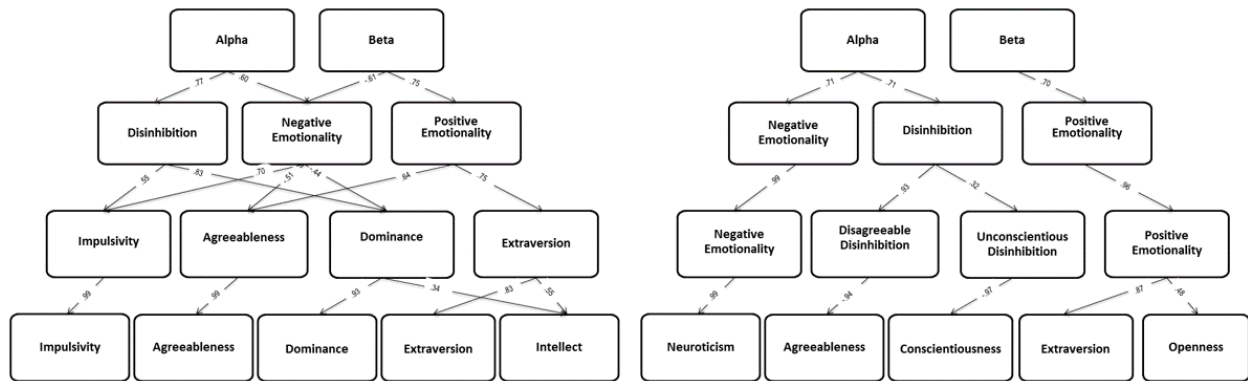 Alpha
Beta
Alpha
Beta
.77
.60
-.61
.75
.71
.71
.70
Disinhibition
Negative
Emotionality
Positive
Emotionality
Negative
Emotionality
Disinhibition
Positive
Emotionality
.55
.83
.70
-.51
-.44
.64
.75
.99
.93
.32
.96
Impulsivity
Agreeableness
Dominance
Extraversion
Negative
Emotionality
Disagreeable
Disinhibition
Unconscientious
Disinhibition
Positive
Emotionality
.99
.99
.93
.34
.83
.55
.99
-.94
-.97
.87
.48
Impulsivity
Agreeableness
Dominance
Extraversion
Intellect
Neuroticism
Agreeableness
Conscientiousness
Extraversion
Openness